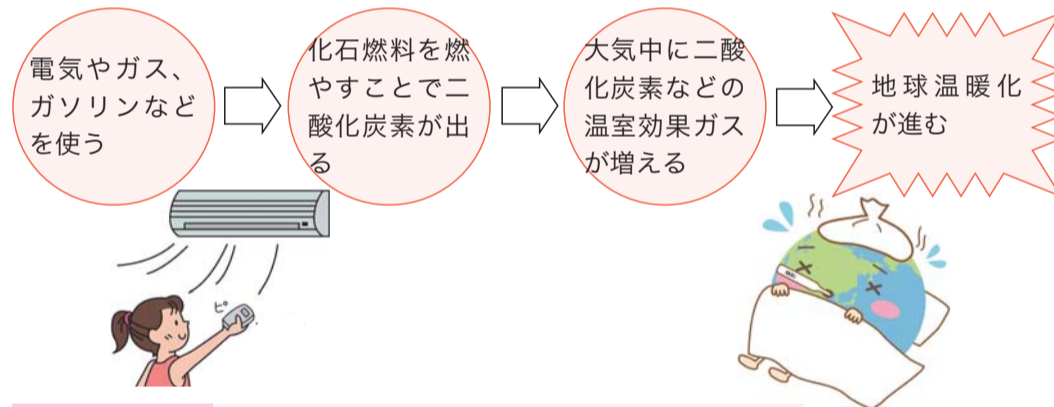 電気やガス、
ガソリンなど
を使う
化石燃料を燃
やすことで二
酸化炭素が出
る
大気中に二酸
化炭素などの
温室効果ガス
が増える
地球温暖化
が進む
ピッ